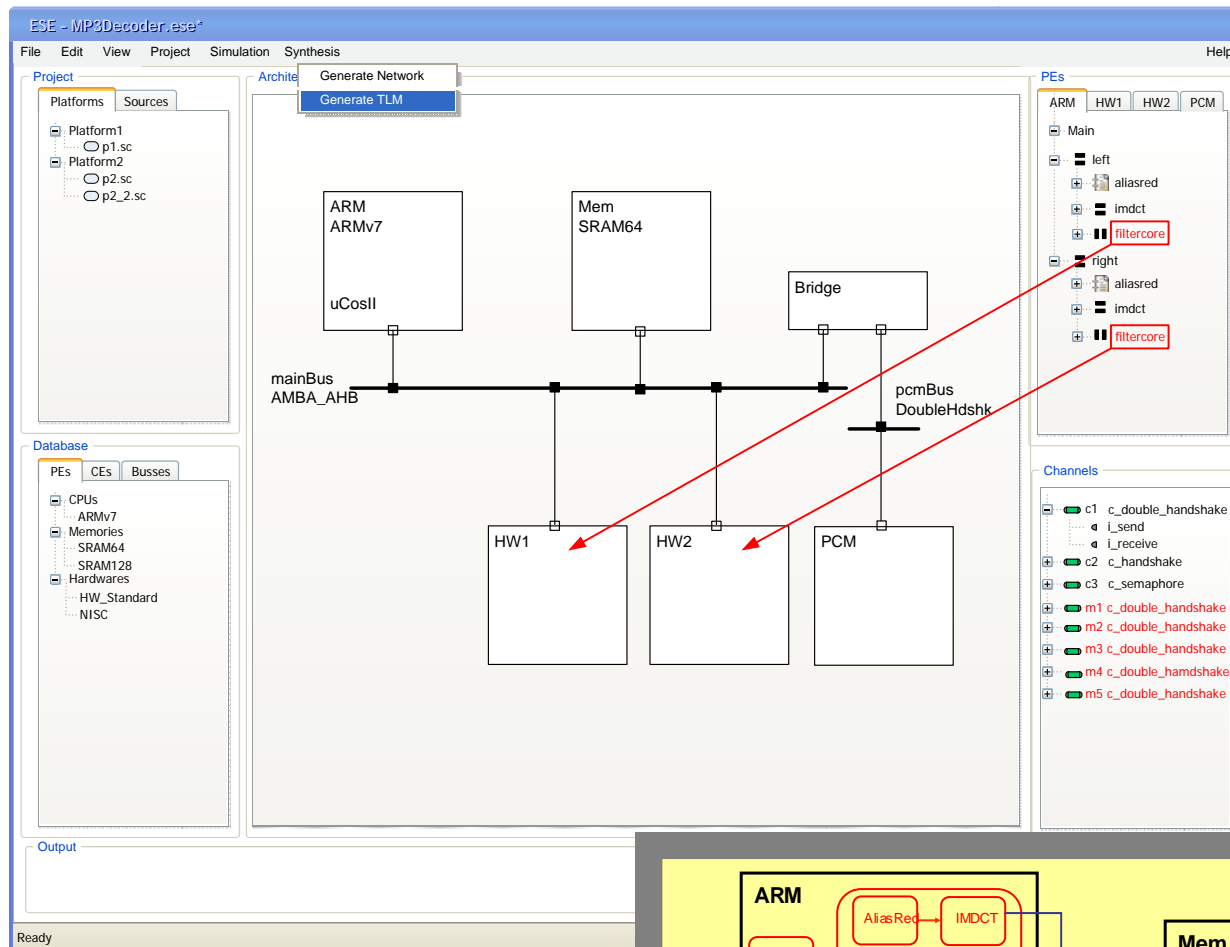 ESE - MP3Decoder.ese*
File Edit View Project Simulation Synthesis Help
Generate Network
Generate TLM
Project
Platforms Sources
Platform1
p1.sc
Platform2
p2.sc
p2_2.sc
Database
PEs CEs Busses
CPUs
ARMv7
Memories
SRAM64
SRAM128
Hardwares
HW_Standard
NISC
ARM
ARMv7
uCosII
Mem
SRAM64
Bridge
mainBus
AMBA_AHB
pcmBus
DoubleHdshk
HW1
HW2
PCM
PEs
ARM HW1 HW2 PCM
Main
left
aliasred
imdct
filtercore
right
aliasred
imdct
filtercore
Channels
c1 c_double_handshake
i_send
i_receive
c2 c_handshake
c3 c_semaphore
m1 c_double_handshake
m2 c_double_handshake
m3 c_double_handshake
m4 c_double_hamdshake
m5 c_double_handshake
Output
Ready
ARM
AliasRed
IMDCT
Mem